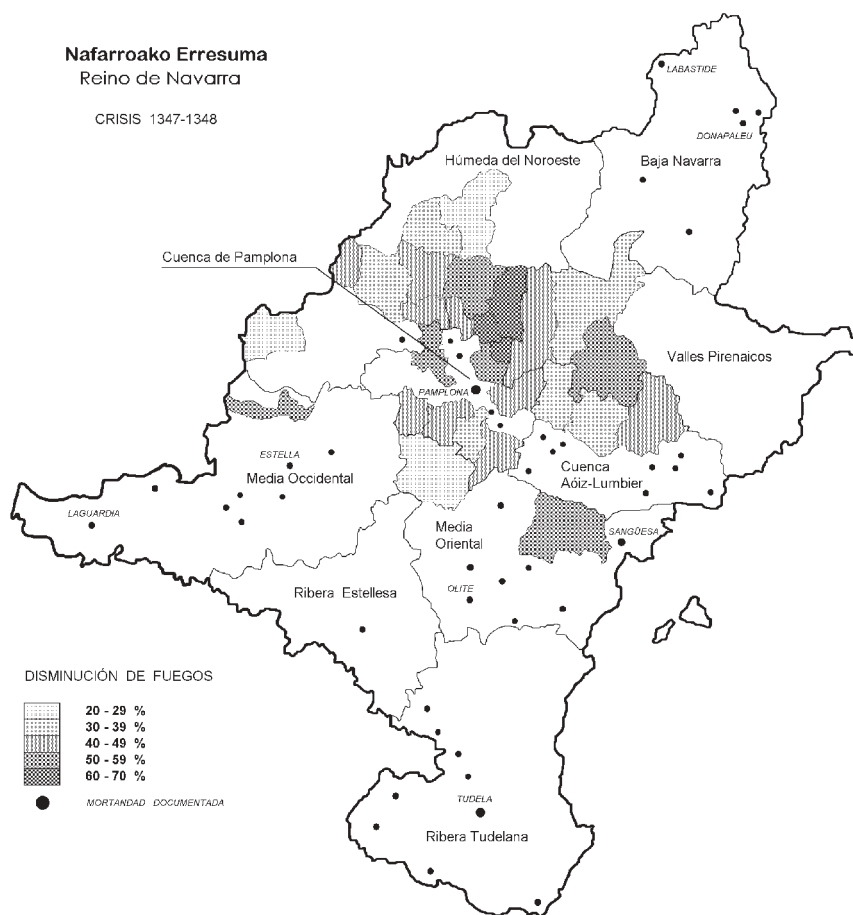 Nafarroako Erresuma
Reino de Navarra
CRISIS 1347-1348
LABASTIDE
DONAPALEU
Húmeda del Noroeste
Baja Navarra
Cuenca de Pamplona
Valles Pirenaicos
PAMPLONA
ESTELLA
Media Occidental
Cuenca
Aóiz-Lumbier
LAGUARDIA
Media
Oriental
SANGÜESA
OLITE
Ribera Estellesa
DISMINUCIÓN DE FUEGOS
20 - 29 %
30 - 39 %
40 - 49 %
50 - 59 %
60 - 70 %
MORTANDAD DOCUMENTADA
TUDELA
Ribera Tudelana